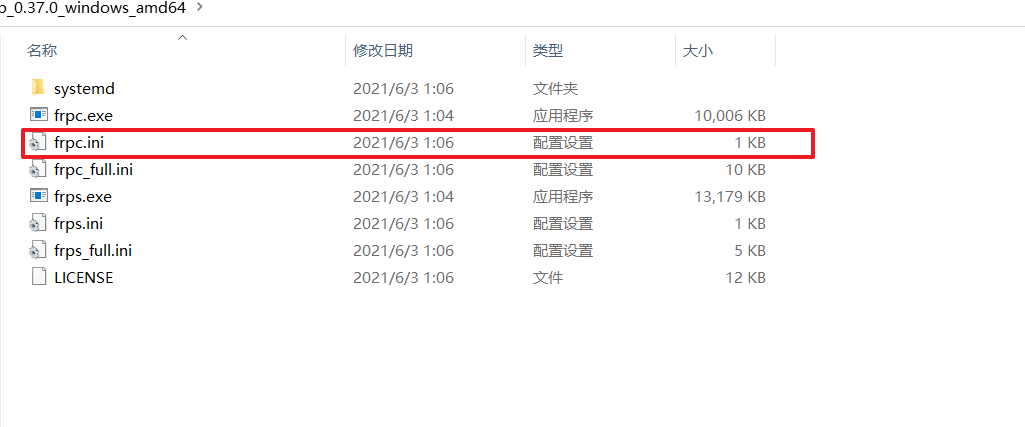 p_0.37.0_windows_amd64
名称 修改日期 类型 大小
systemd 2021/6/3 1:06 文件夹
frpc.exe 2021/6/3 1:04 应用程序 10,006 KB
frpc.ini 2021/6/3 1:06 配置设置 1 KB
frpc_full.ini 2021/6/3 1:06 配置设置 10 KB
frps.exe 2021/6/3 1:04 应用程序 13,179 KB
frps.ini 2021/6/3 1:06 配置设置 1 KB
frps_full.ini 2021/6/3 1:06 配置设置 5 KB
LICENSE 2021/6/3 1:06 文件 12 KB